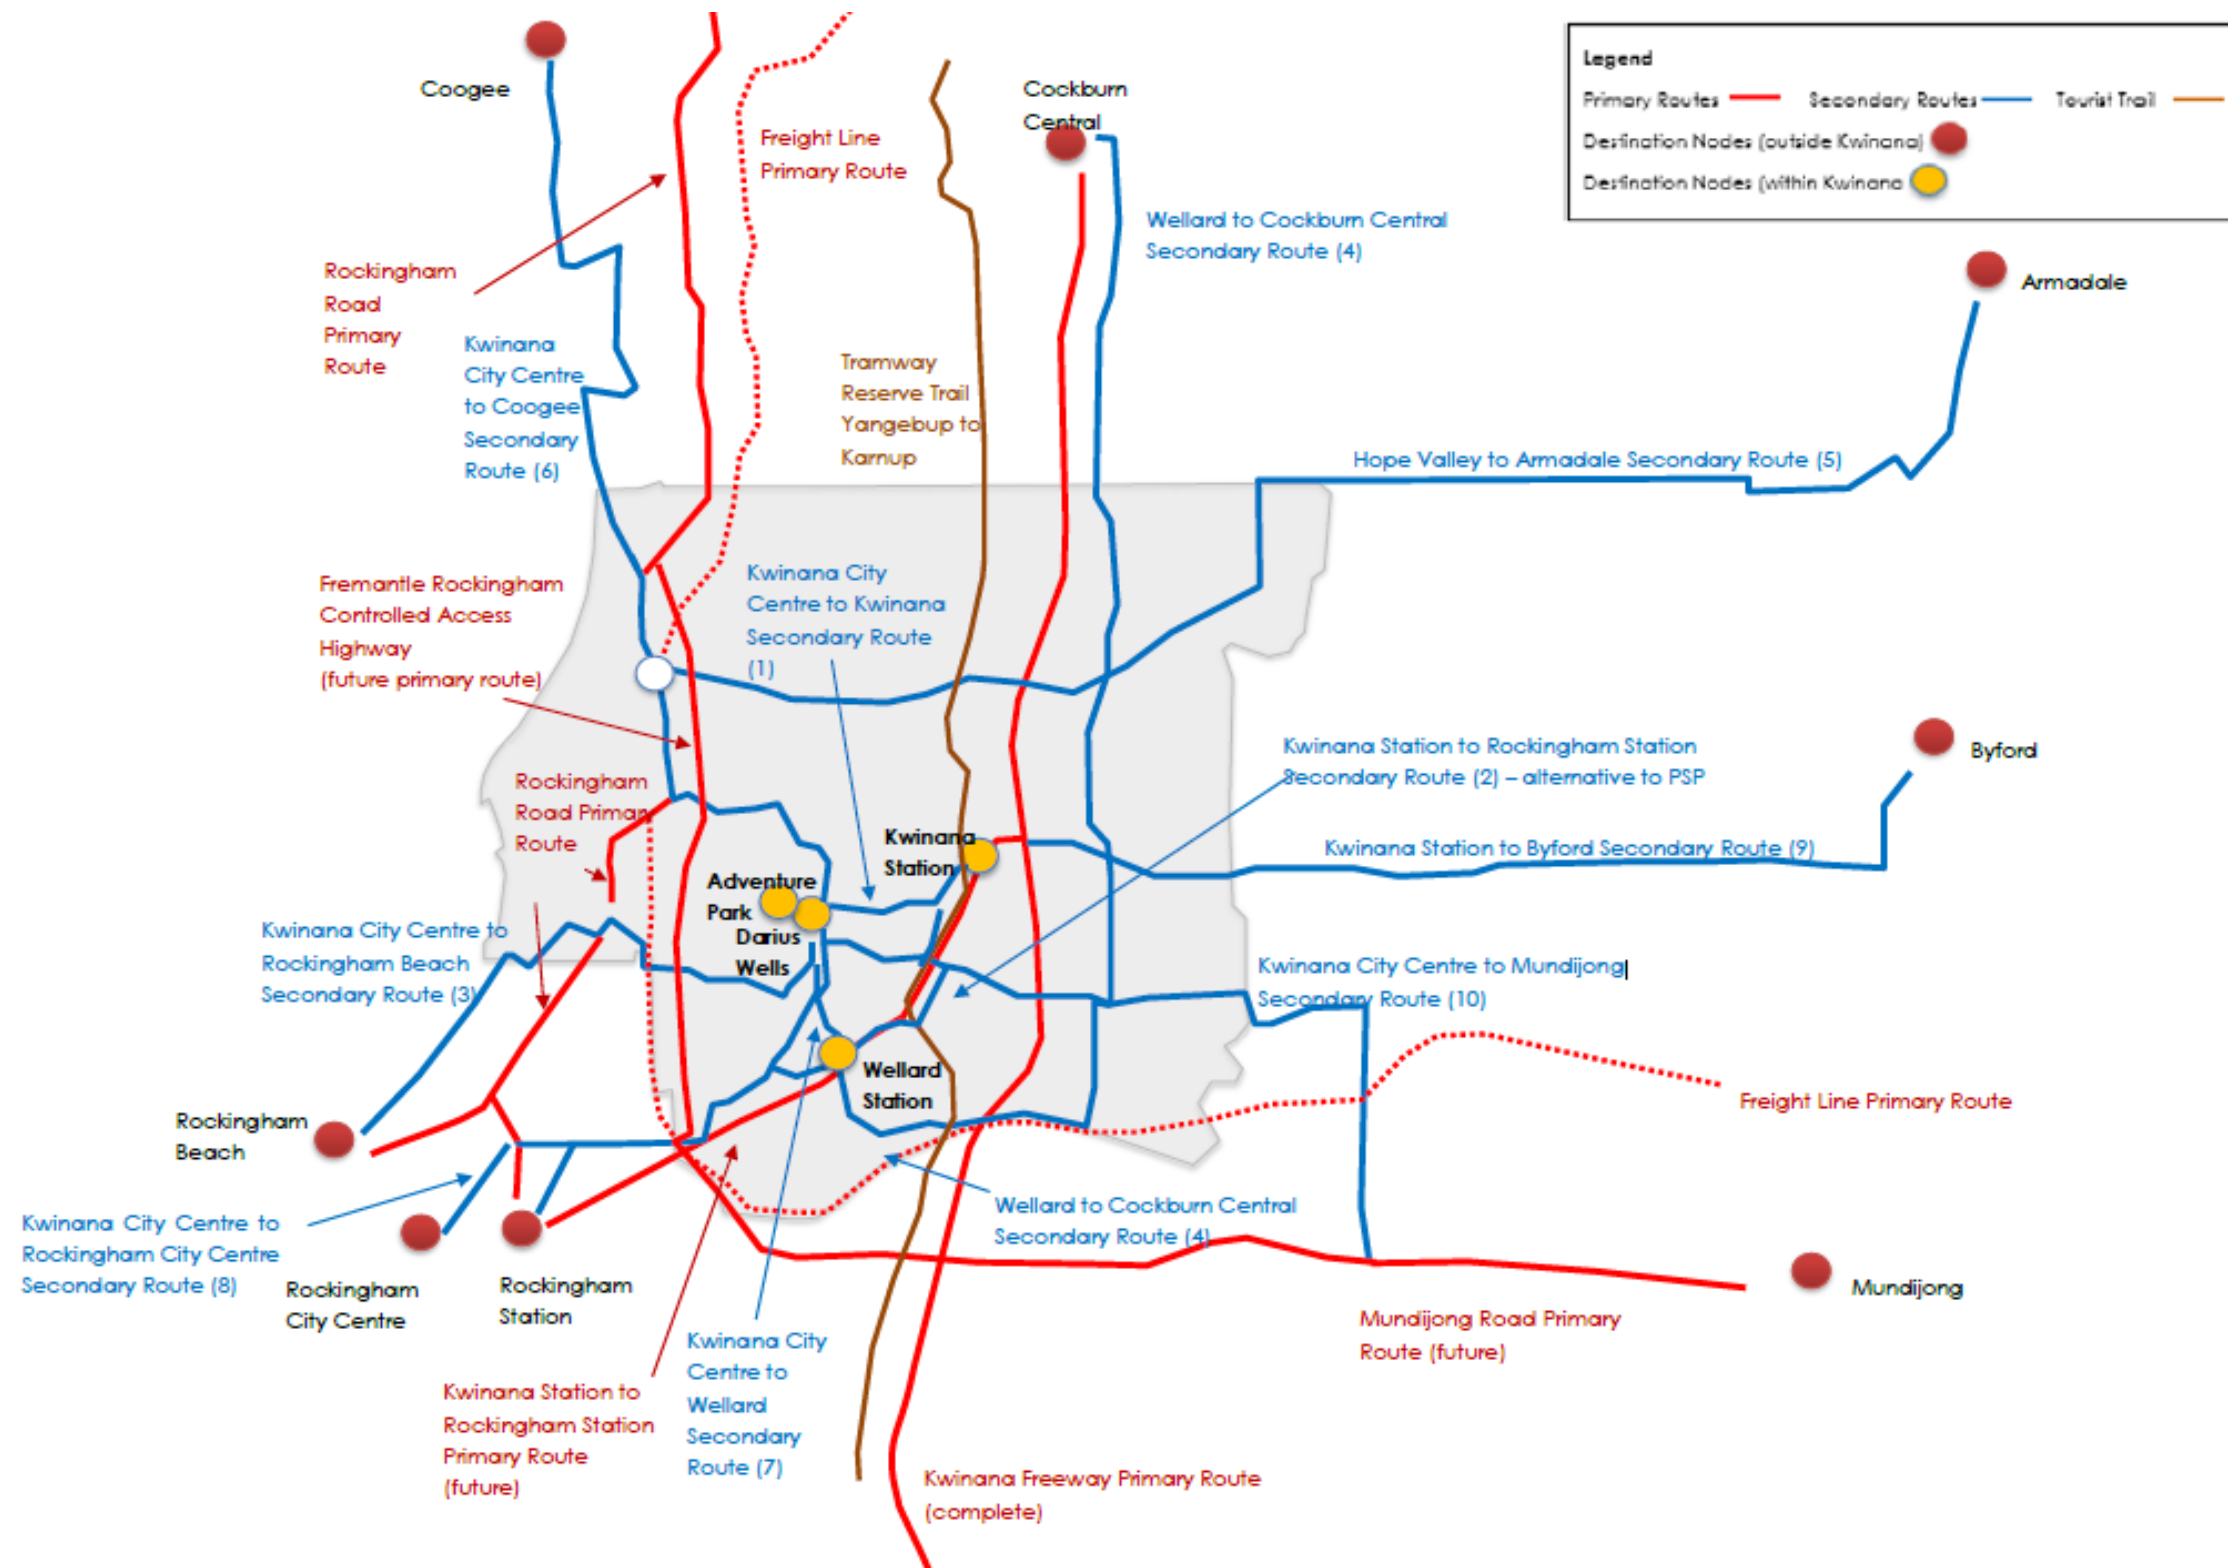 Coogee
Cockburn
Central
Legend
Primary Routes
Secondary Routes
Tourist Trail
Destination Nodes (outside Kwinana)
Destination Nodes (within Kwinana
Freight Line
Primary Route
Wellard to Cockburn Central
Secondary Route (4)
Rockingham
Road
Primary
Route
Armadale
Kwinana
City Centre
to Coogee
Secondary
Route (6)
Tramway
Reserve Trail
Yangebup to
Karnup
Hope Valley to Armadale Secondary Route (5)
Fremantle Rockingham
Controlled Access
Highway
(future primary route)
Kwinana City
Centre to Kwinana
Secondary Route
(1)
Kwinana Station to Rockingham Station
Secondary Route (2) – alternative to PSP
Byford
Rockingham
Road Primary
Route
Kwinana
Station
Kwinana Station to Byford Secondary Route (9)
Adventure
Park
Darius
Wells
Kwinana City Centre to
Rockingham Beach
Secondary Route (3)
Kwinana City Centre to Mundijong
Secondary Route (10)
Wellard
Station
Freight Line Primary Route
Rockingham
Beach
Wellard to Cockburn Central
Secondary Route (4)
Kwinana City Centre to
Rockingham City Centre
Secondary Route (8)
Rockingham
City Centre
Rockingham
Station
Mundijong
Mundijong Road Primary
Route (future)
Kwinana City
Centre to
Wellard
Secondary
Route (7)
Kwinana Station to
Rockingham Station
Primary Route
(future)
Kwinana Freeway Primary Route
(complete)